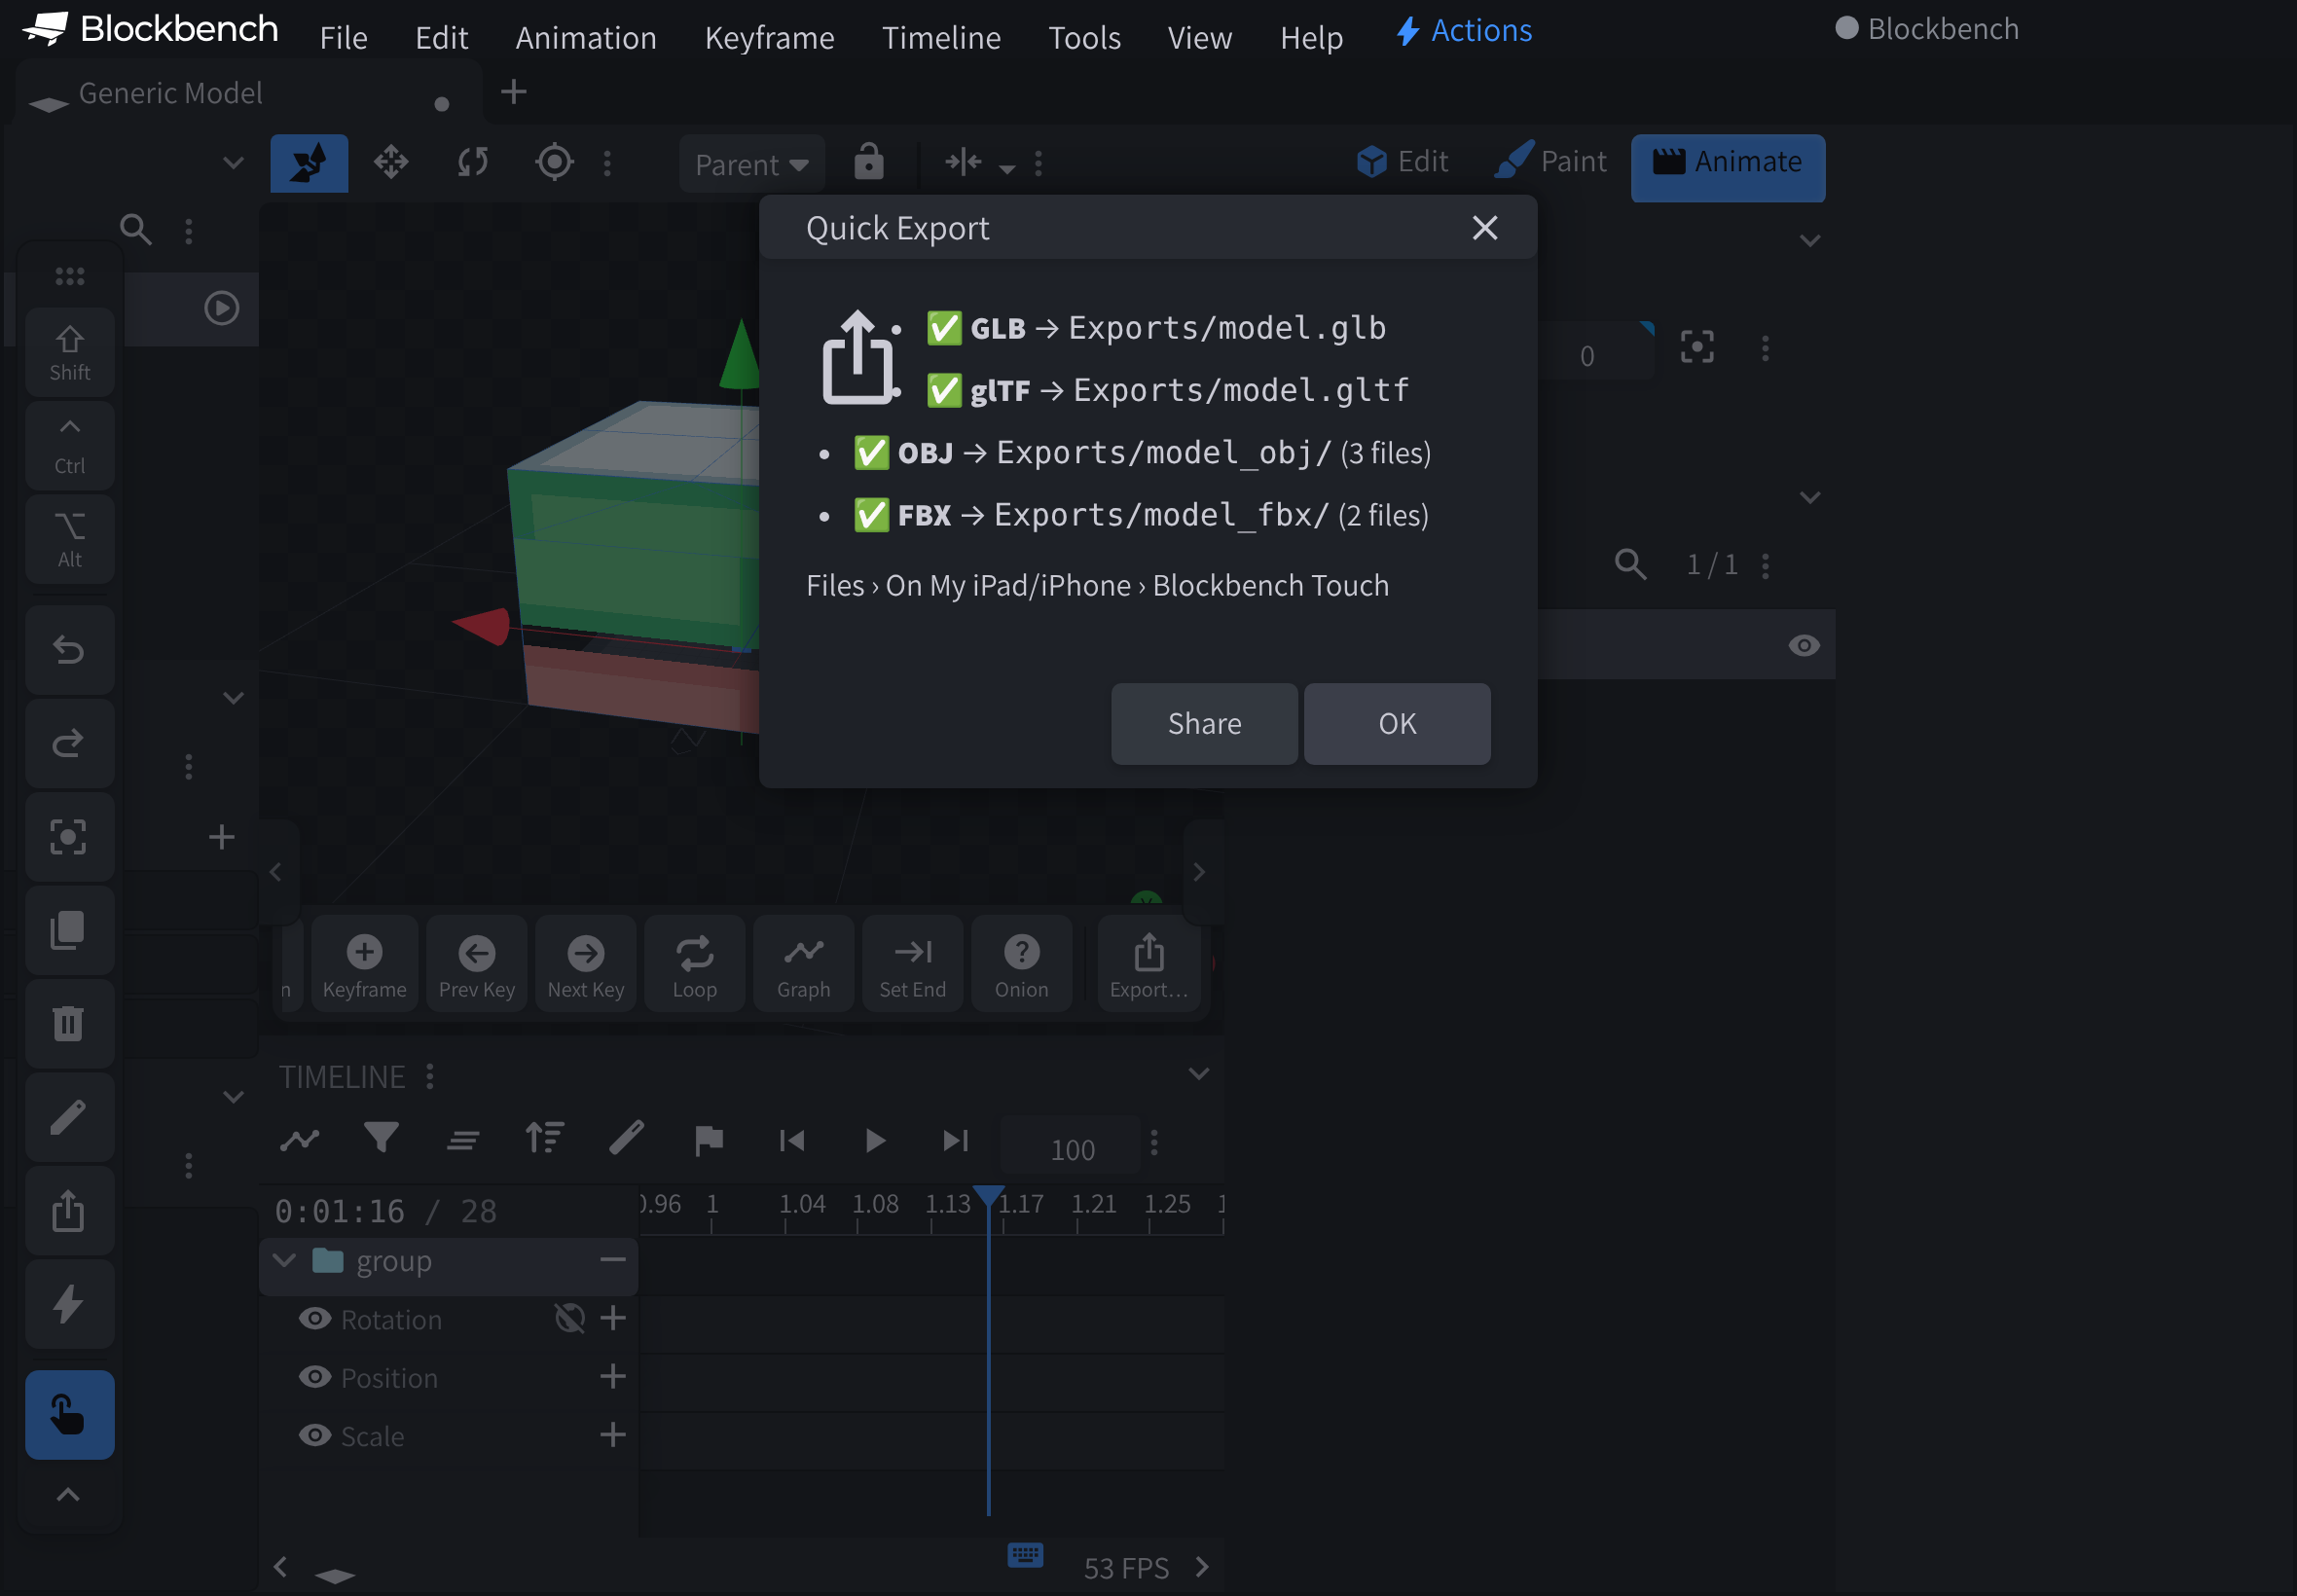 Blockbench File Edit Animation Keyframe Timeline Tools View Help Actions Blockbench
Generic Model
Parent Edit Paint Animate
Quick Export
Shift
✅ GLB → Exports/model.glb
0
✅ glTF → Exports/model.gltf
Ctrl
• ✅ OBJ → Exports/model_obj/ (3 files)
• ✅ FBX → Exports/model_fbx/ (2 files)
Alt
1 / 1
Files › On My iPad/iPhone › Blockbench Touch
Share OK
n Keyframe Prev Key Next Key Loop Graph Set End Onion Export…
TIMELINE
100
0:01:16 / 28
0.96 1 1.04 1.08 1.13 1.17 1.21 1.25
group
Rotation
Position
Scale
53 FPS